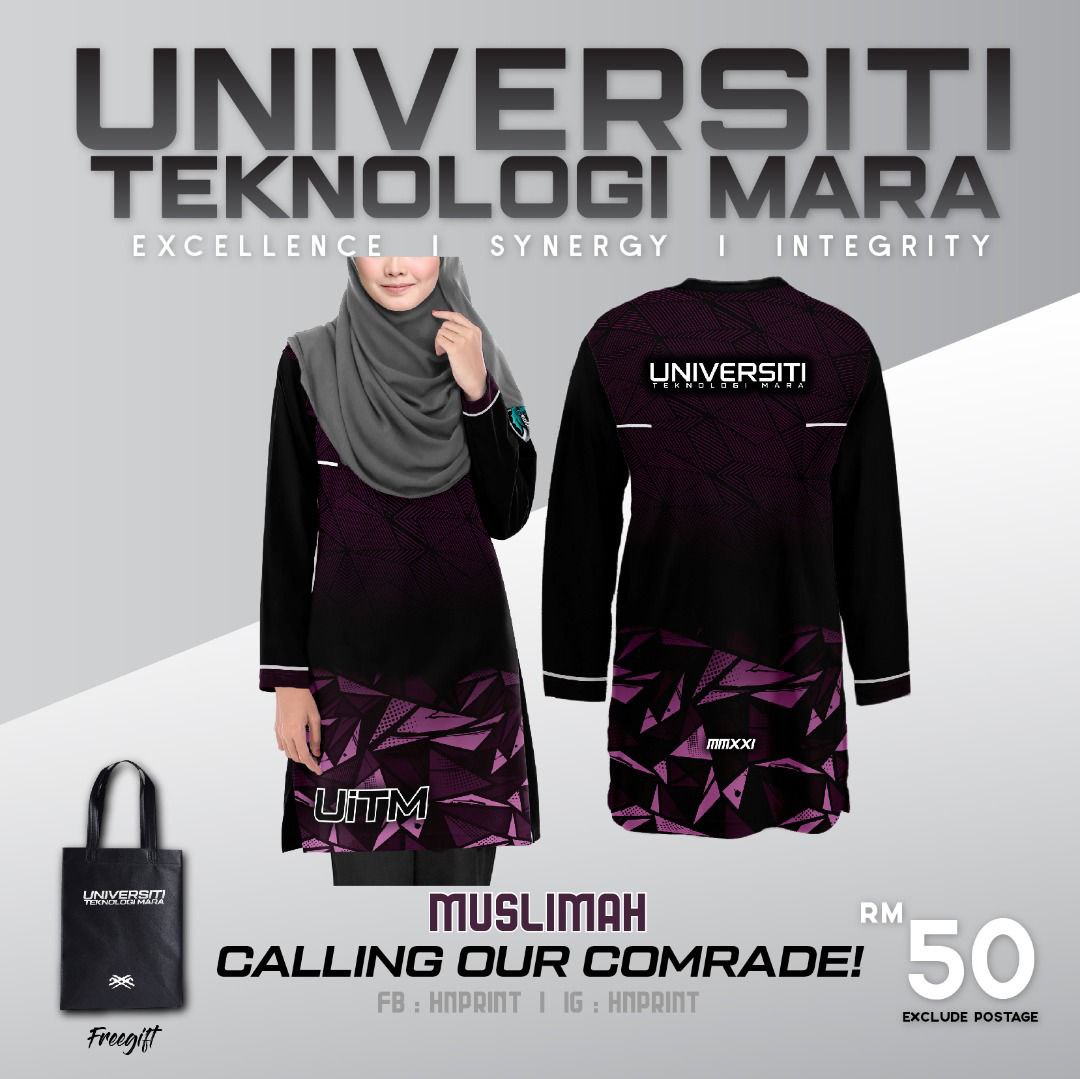 UNIVERSITI
TEKNOLOGI MARA
EXCELLENCE I SYNERGY I INTEGRITY
UNIVERSITI
TEKNOLOGI MARA
MMXXI
UiTM
UNIVERSITI
TEKNOLOGI MARA
Freegift
MUSLIMAH
CALLING OUR COMRADE!
FB : HNPRINT I IG : HNPRINT
RM 50
EXCLUDE POSTAGE